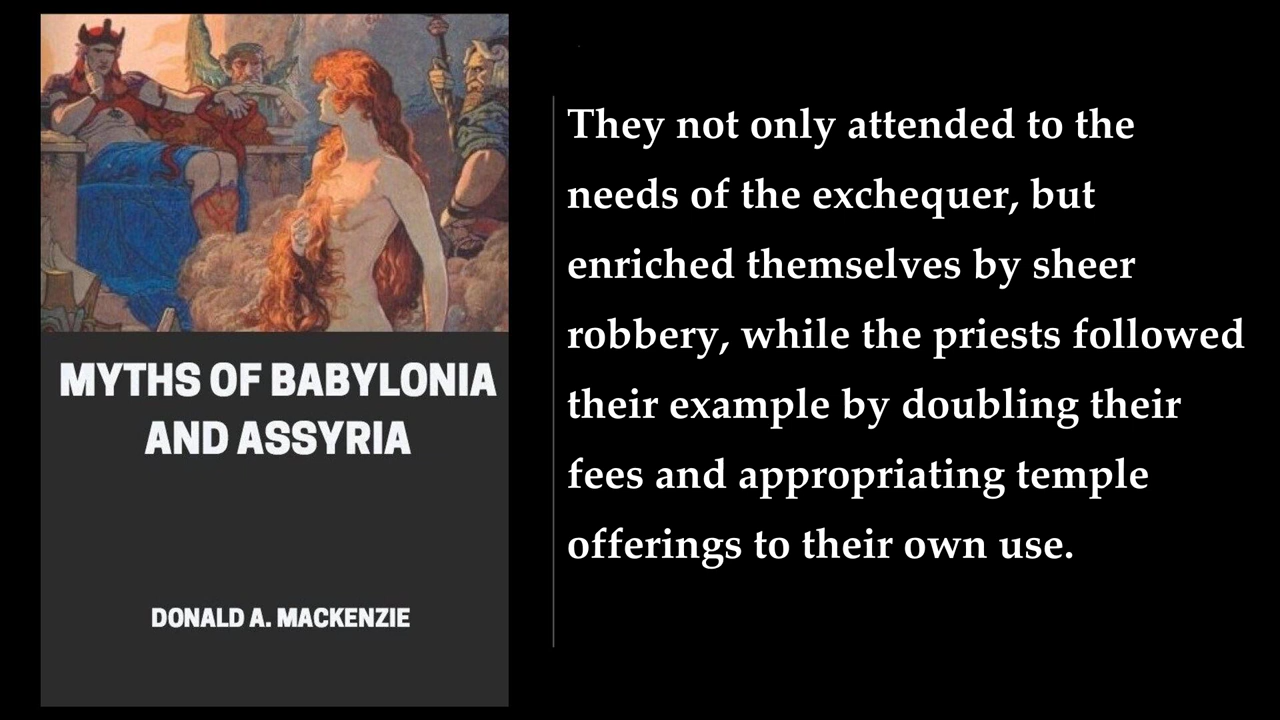 MYTHS OF BABYLONIA
AND ASSYRIA
DONALD A. MACKENZIE
They not only attended to the
needs of the exchequer, but
enriched themselves by sheer
robbery, while the priests followed
their example by doubling their
fees and appropriating temple
offerings to their own use.